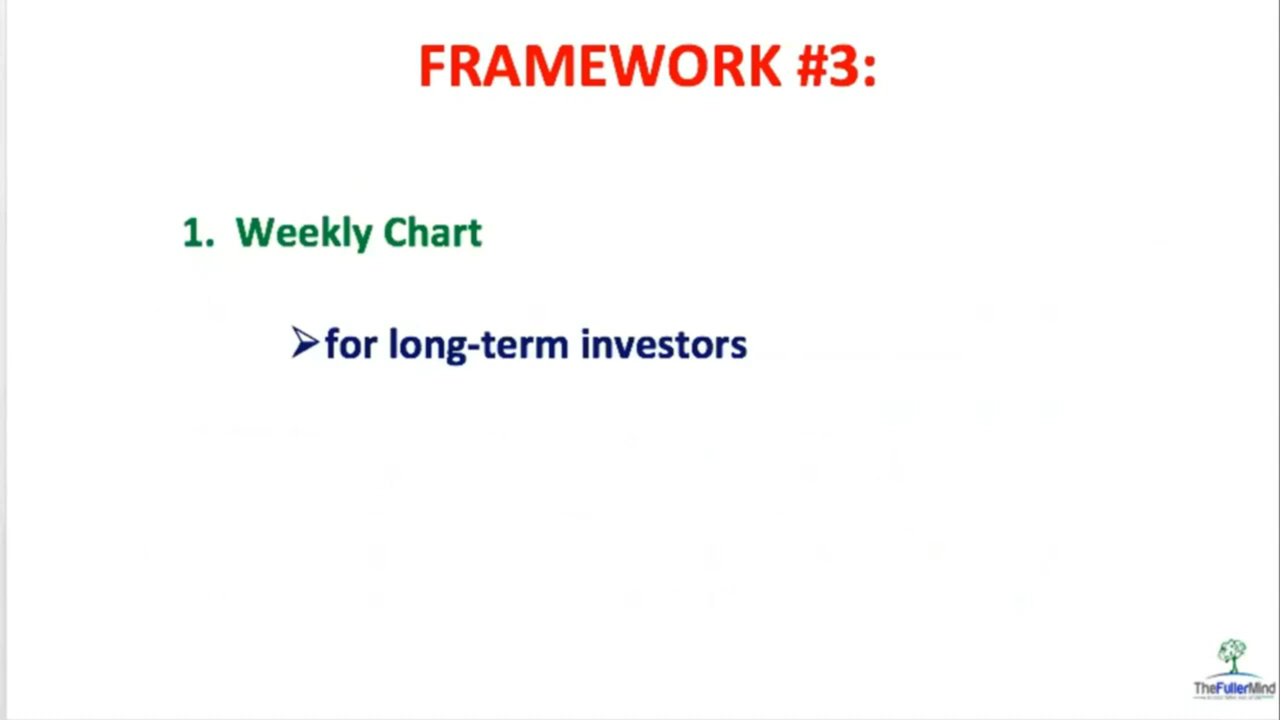 FRAMEWORK #3:
1. Weekly Chart
➢for long-term investors
TheFullerMind